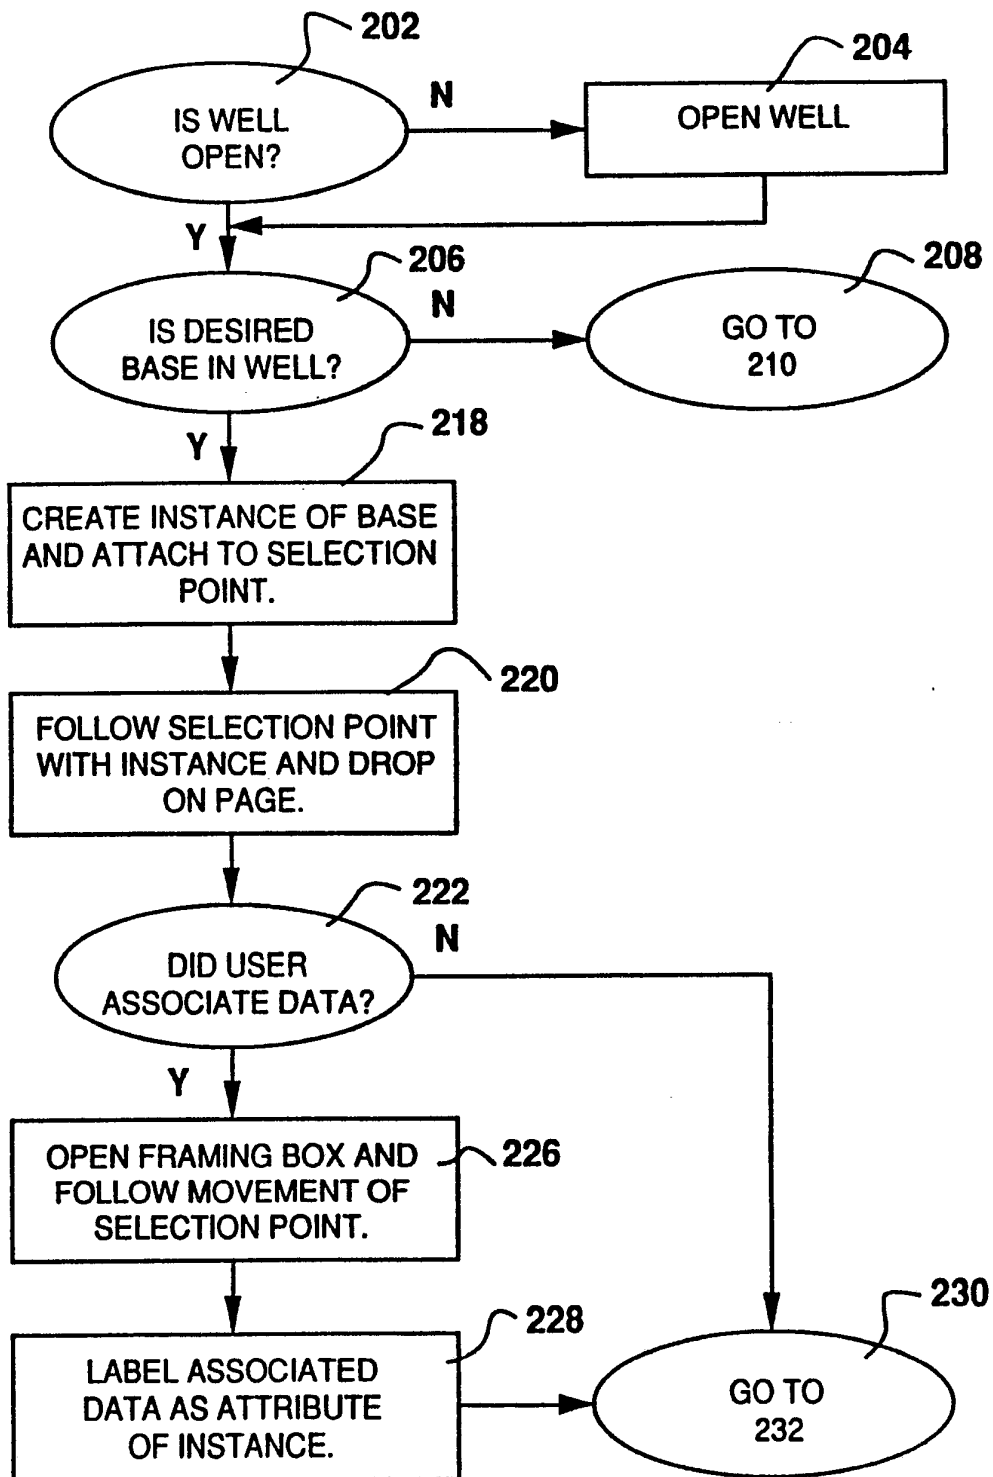 202
204
IS WELL
OPEN?
N
OPEN WELL
Y
206
208
IS DESIRED
BASE IN WELL?
N
GO TO
210
Y
218
CREATE INSTANCE OF BASE
AND ATTACH TO SELECTION
POINT.
220
FOLLOW SELECTION POINT
WITH INSTANCE AND DROP
ON PAGE.
222
N
DID USER
ASSOCIATE DATA?
Y
OPEN FRAMING BOX AND
FOLLOW MOVEMENT OF
SELECTION POINT.
226
228
230
LABEL ASSOCIATED
DATA AS ATTRIBUTE
OF INSTANCE.
GO TO
232